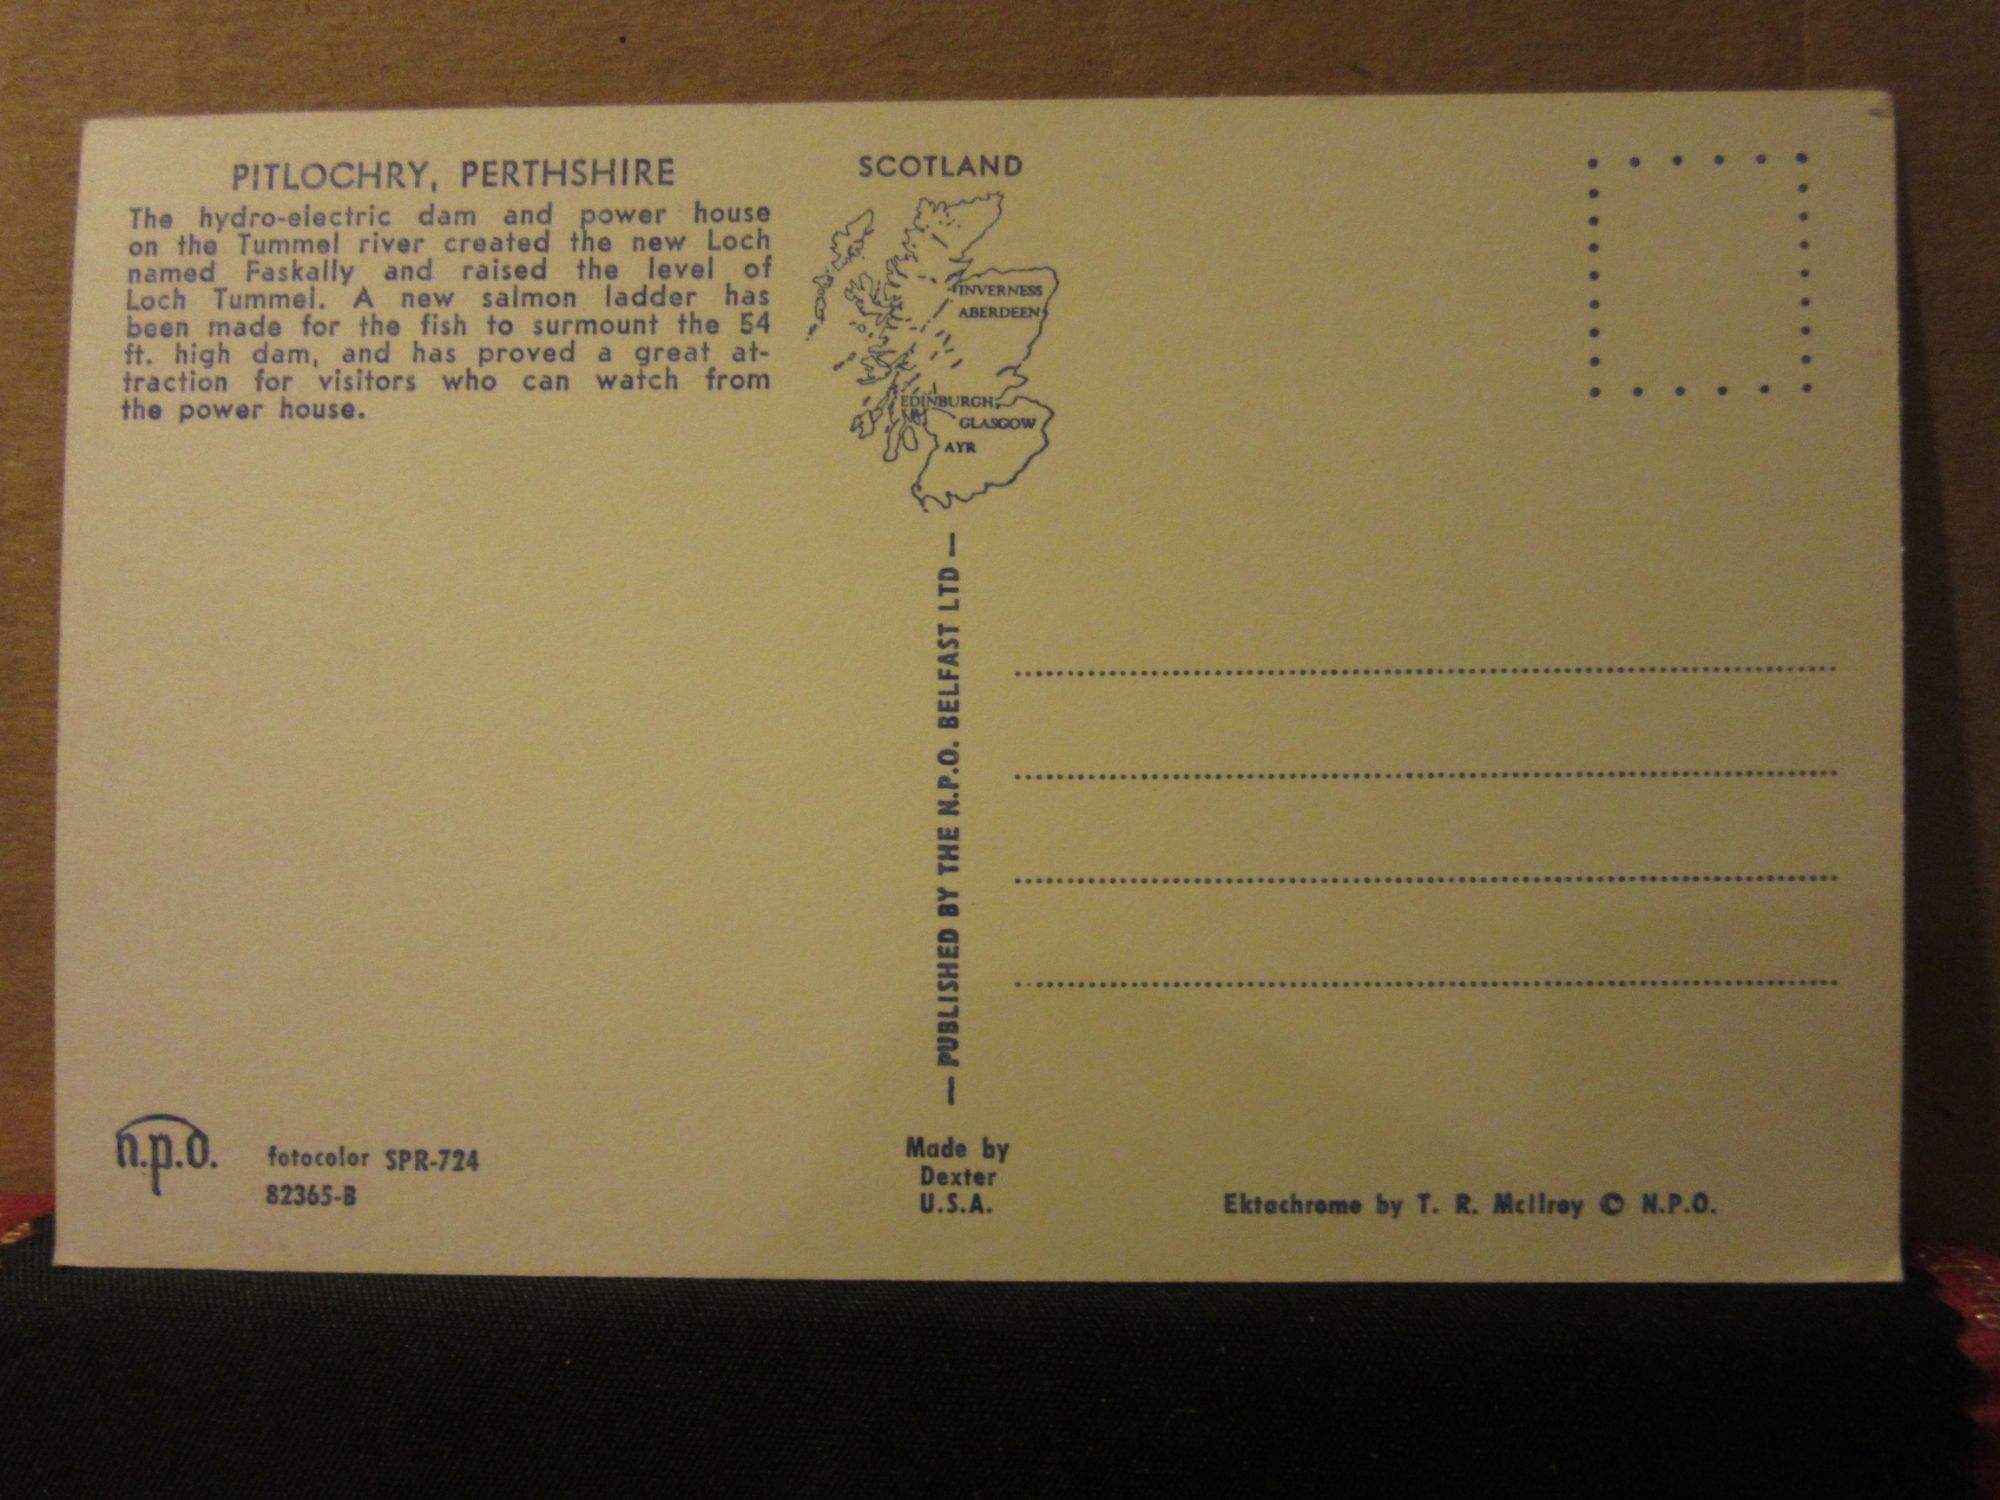 PITLOCHRY, PERTHSHIRE
The hydro-electric dam and power house
on the Tummel river created the new Loch
named Faskally and raised the level of
Loch Tummel. A new salmon ladder has
been made for the fish to surmount the 54
ft. high dam, and has proved a great at-
traction for visitors who can watch from
the power house.
SCOTLAND
INVERNESS
ABERDEEN
EDINBURGH
GLASGOW
AYR
— PUBLISHED BY THE N.P.O. BELFAST LTD —
n.p.o.
fotocolor SPR-724
82365-B
Made by
Dexter
U.S.A.
Ektachrome by T. R. McIlroy © N.P.O.